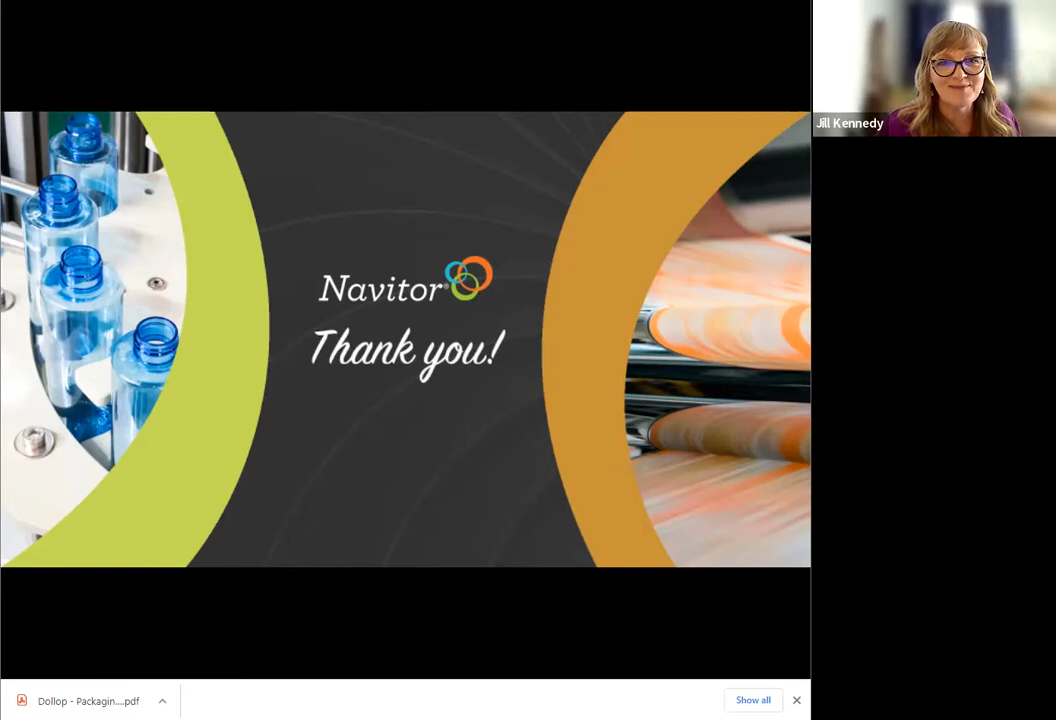 Jill Kennedy
Navitor®
Thank you!
Dollop - Packagin....pdf
Show all